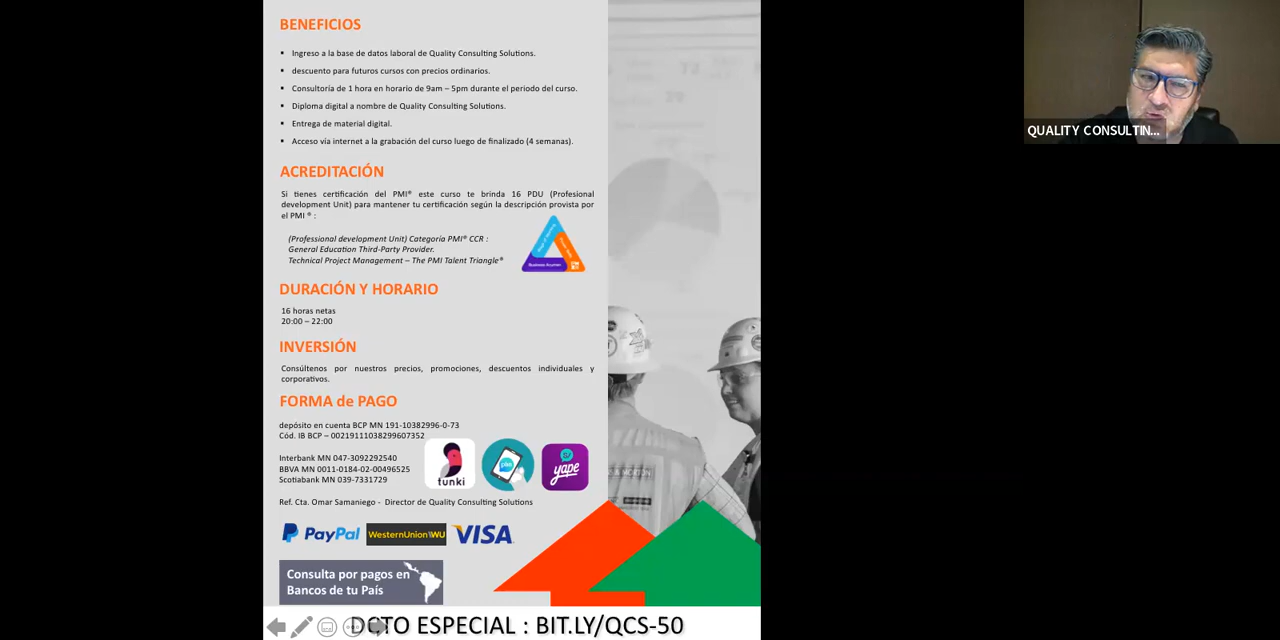 BENEFICIOS
▪ Ingreso a la base de datos laboral de Quality Consulting Solutions.
▪ descuento para futuros cursos con precios ordinarios.
▪ Consultoría de 1 hora en horario de 9am – 5pm durante el periodo del curso.
▪ Diploma digital a nombre de Quality Consulting Solutions.
▪ Entrega de material digital.
▪ Acceso vía internet a la grabación del curso luego de finalizado (4 semanas).
ACREDITACIÓN
Si tienes certificación del PMI® este curso te brinda 16 PDU (Profesional
development Unit) para mantener tu certificación según la descripción provista por
el PMI ® :
(Professional development Unit) Categoría PMI® CCR :
General Education Third-Party Provider.
Technical Project Management – The PMI Talent Triangle®
Business Acumen
DURACIÓN Y HORARIO
16 horas netas
20:00 – 22:00
INVERSIÓN
Consúltenos por nuestros precios, promociones, descuentos individuales y
corporativos.
FORMA de PAGO
depósito en cuenta BCP MN 191-10382996-0-73
Cód. IB BCP – 00219111038299607352
Interbank MN 047-3092292540
BBVA MN 0011-0184-02-00496525
Scotiabank MN 039-7331729
tunki
plin
S/
yape
Ref. Cta. Omar Samaniego - Director de Quality Consulting Solutions
PayPal
WesternUnion WU
VISA
Consulta por pagos en
Bancos de tu País
DCTO ESPECIAL : BIT.LY/QCS-50
QUALITY CONSULTIN...